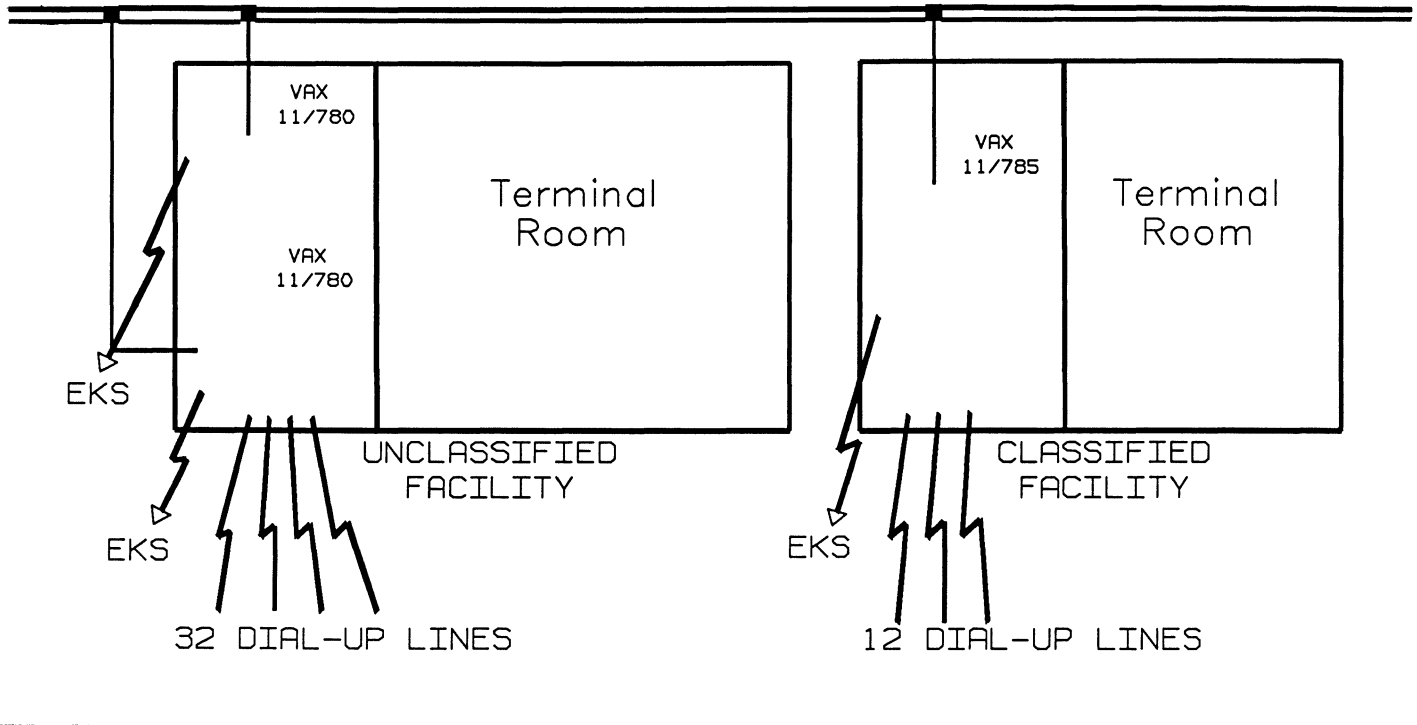 VAX
11/780
VAX
11/780
Terminal
Room
EKS
EKS
UNCLASSIFIED
FACILITY
32 DIAL-UP LINES
VAX
11/785
Terminal
Room
CLASSIFIED
FACILITY
EKS
12 DIAL-UP LINES